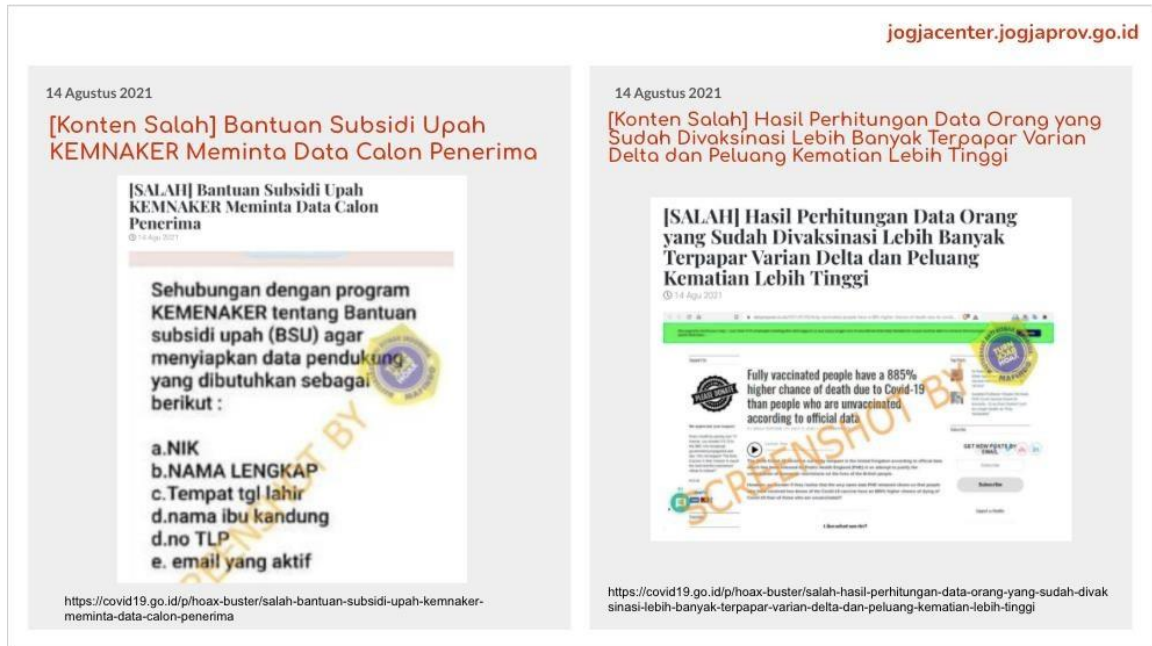 jogjacenter.jogjaprov.go.id
14 Agustus 2021
[Konten Salah] Bantuan Subsidi Upah
KEMNAKER Meminta Data Calon Penerima
[SALAH] Bantuan Subsidi Upah
KEMNAKER Meminta Data Calon
Penerima
14 Agu 2021
Sehubungan dengan program
KEMENAKER tentang Bantuan
subsidi upah (BSU) agar
menyiapkan data pendukung
yang dibutuhkan sebagai
berikut :
a.NIK
b.NAMA LENGKAP
c.Tempat tgl lahir
d.nama ibu kandung
d.no TLP
e. email yang aktif
https://covid19.go.id/p/hoax-buster/salah-bantuan-subsidi-upah-kemnaker-
meminta-data-calon-penerima
14 Agustus 2021
[Konten Salah] Hasil Perhitungan Data Orang yang
Sudah Divaksinasi Lebih Banyak Terpapar Varian
Delta dan Peluang Kematian Lebih Tinggi
[SALAH] Hasil Perhitungan Data Orang
yang Sudah Divaksinasi Lebih Banyak
Terpapar Varian Delta dan Peluang
Kematian Lebih Tinggi
14 Agu 2021
PLEASE DONATE
Fully vaccinated people have a 885%
higher chance of death due to Covid-19
than people who are unvaccinated
according to official data
GET NEW POSTS BY
EMAIL
Subscribe
SCREENSHOT BY
https://covid19.go.id/p/hoax-buster/salah-hasil-perhitungan-data-orang-yang-sudah-divak
sinasi-lebih-banyak-terpapar-varian-delta-dan-peluang-kematian-lebih-tinggi